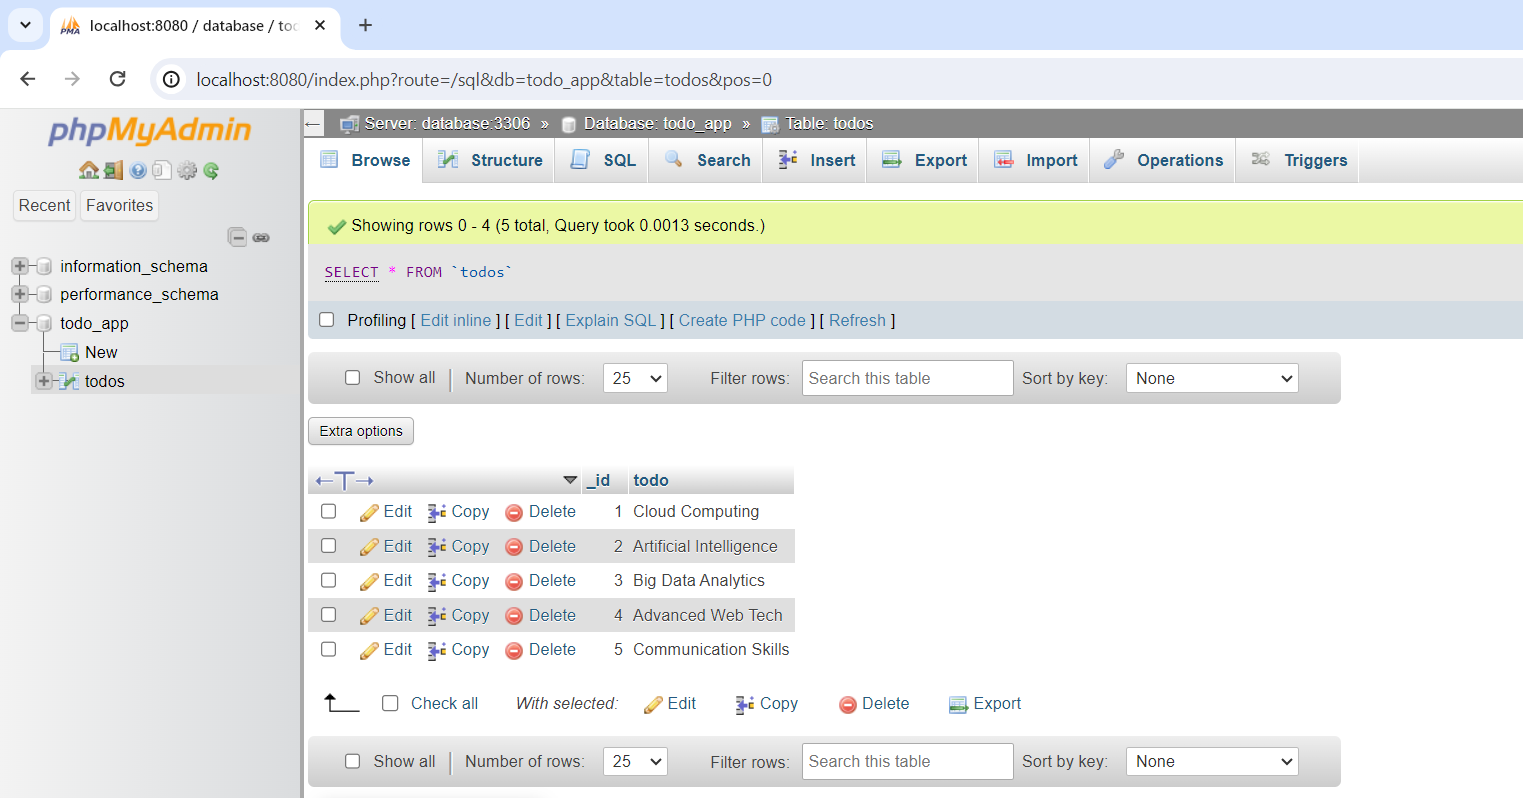 PMA localhost:8080 / database / toc
localhost:8080/index.php?route=/sql&db=todo_app&table=todos&pos=0
phpMyAdmin
Recent Favorites
information_schema
performance_schema
todo_app
New
todos
Server: database:3306 » Database: todo_app » Table: todos
Browse Structure SQL Search Insert Export Import Operations Triggers
Showing rows 0 - 4 (5 total, Query took 0.0013 seconds.)
SELECT * FROM `todos`
Profiling [ Edit inline ] [ Edit ] [ Explain SQL ] [ Create PHP code ] [ Refresh ]
Show all | Number of rows: 25 Filter rows: Search this table Sort by key: None
Extra options
_id todo
Edit Copy Delete 1 Cloud Computing
Edit Copy Delete 2 Artificial Intelligence
Edit Copy Delete 3 Big Data Analytics
Edit Copy Delete 4 Advanced Web Tech
Edit Copy Delete 5 Communication Skills
Check all With selected: Edit Copy Delete Export
Show all | Number of rows: 25 Filter rows: Search this table Sort by key: None